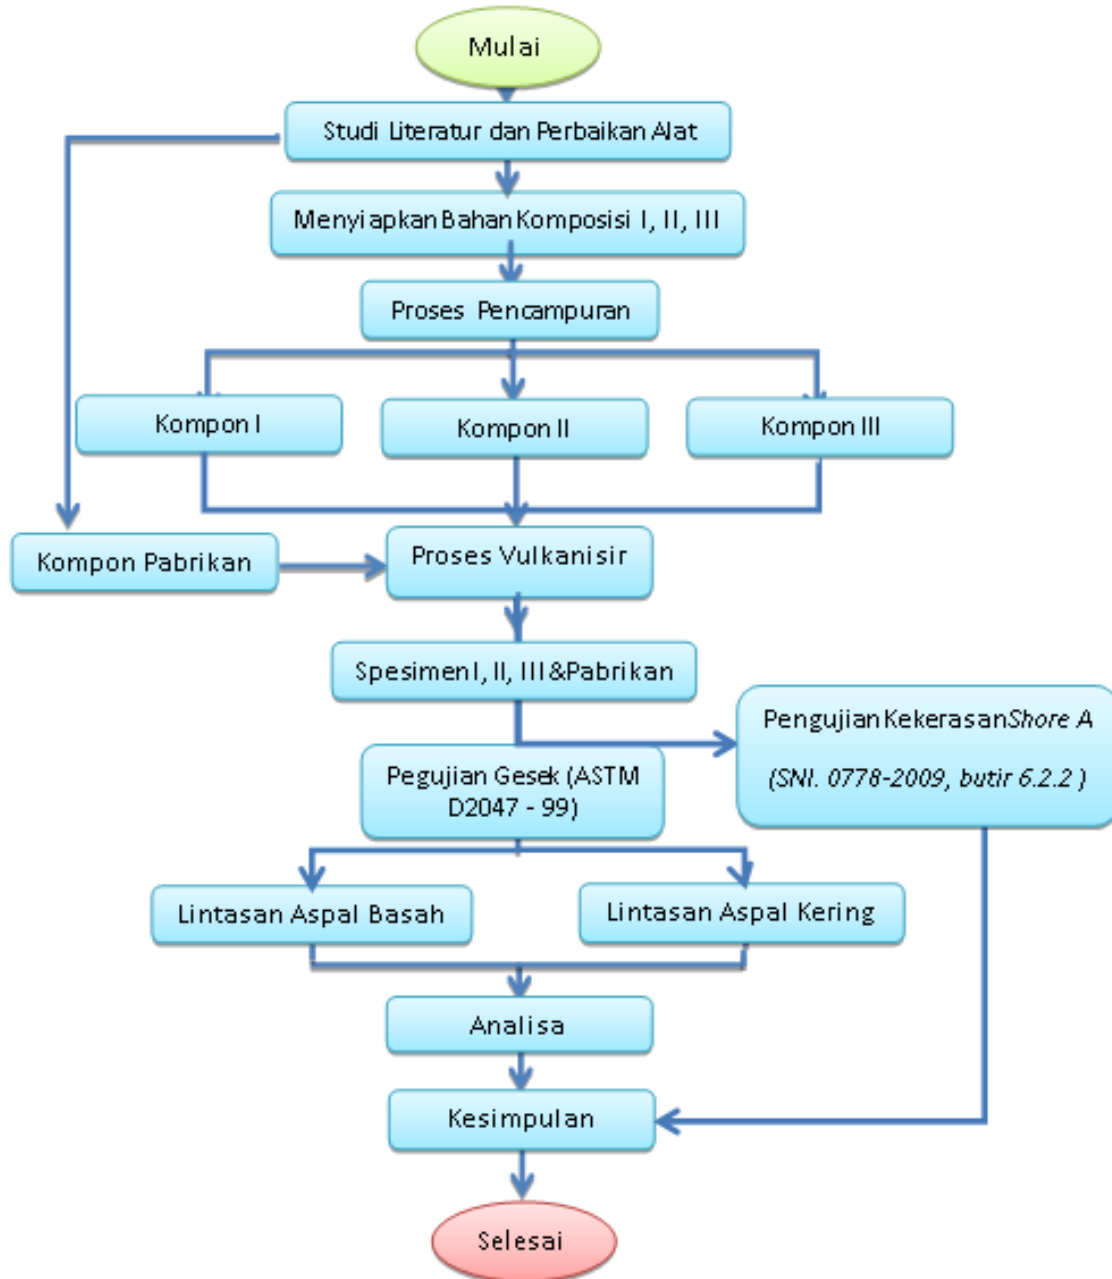 Mulai
Studi Literatur dan Perbaikan Alat
Menyiapkan Bahan Komposisi I, II, III
Proses Pencampuran
Kompon I
Kompon II
Kompon III
Kompon Pabrikan
Proses Vulkanisir
Spesimen I, II, III & Pabrikan
Pengujian Kekerasan Shore A
(SNI. 0778-2009, butir 6.2.2 )
Pegujian Gesek (ASTM
D2047 - 99)
Lintasan Aspal Basah
Lintasan Aspal Kering
Analisa
Kesimpulan
Selesai